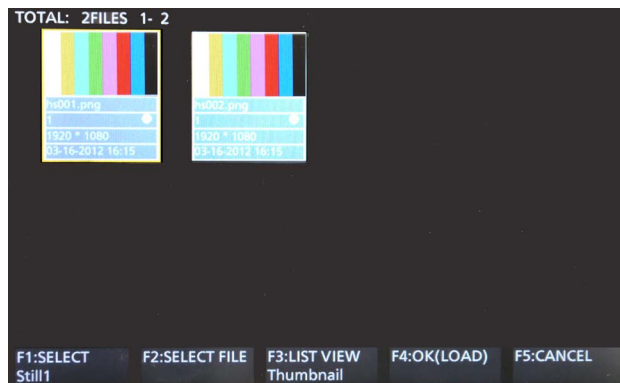 TOTAL: 2FILES 1- 2
hs001.png
1
1920 * 1080
03-16-2012 16:15
hs002.png
1
1920 * 1080
03-16-2012 16:15
F1:SELECT F2:SELECT FILE F3:LIST VIEW F4:OK(LOAD) F5:CANCEL
Still1 Thumbnail